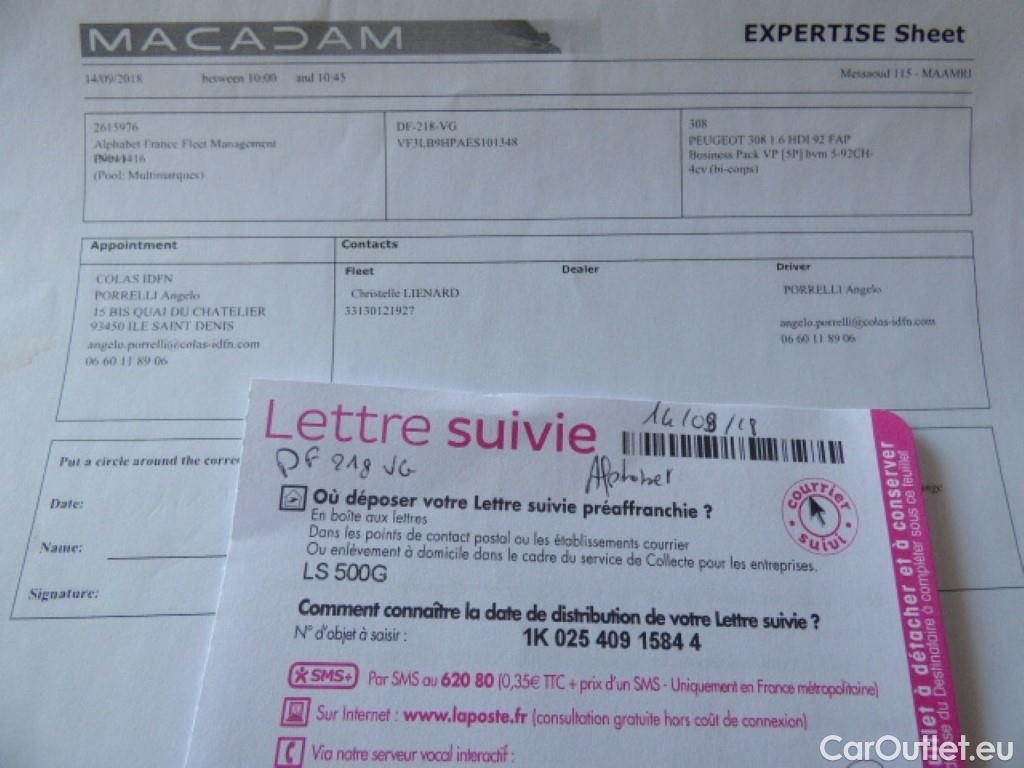 MACADAM
EXPERTISE Sheet
14/09/2018 between 10:00 and 10:45
Messaoud 115 - MAAMRI
2615976
Alphabet France Fleet Management
(Pool: Multimarques)
DF-218-VG
VF3LB9HPAES101348
308
PEUGEOT 308 1.6 HDI 92 FAP
Business Pack VP [5P] bvm 5-92CH-
4cv (bi-corps)
Appointment
COLAS IDFN
PORRELLI Angelo
15 BIS QUAI DU CHATELIER
93450 ILE SAINT DENIS
angelo.porrelli@colas-idfn.com
06 60 11 89 06
Contacts
Fleet
Christelle LIENARD
33130121927
Dealer
Driver
PORRELLI Angelo
angelo.porrelli@colas-idfn.com
06 60 11 89 06
Put a circle around the corre
Date:
Name:
Signature:
Lettre suivie
14/09/18
DF 218 VG
Alphabet
Où déposer votre Lettre suivie préaffranchie ?
En boîte aux lettres
Dans les points de contact postal ou les établissements courrier
Ou enlèvement à domicile dans le cadre du service de Collecte pour les entreprises.
LS 500G
courrier suivi
Comment connaître la date de distribution de votre Lettre suivie ?
N° d'objet à saisir : 1K 025 409 1584 4
SMS+ Par SMS au 620 80 (0,35€ TTC + prix d'un SMS - Uniquement en France métropolitaine)
Sur Internet : www.laposte.fr (consultation gratuite hors coût de connexion)
Via notre serveur vocal interactif :
à détacher et à conserver
du Destinataire à compléter sous ce feuillet
CarOutlet.eu